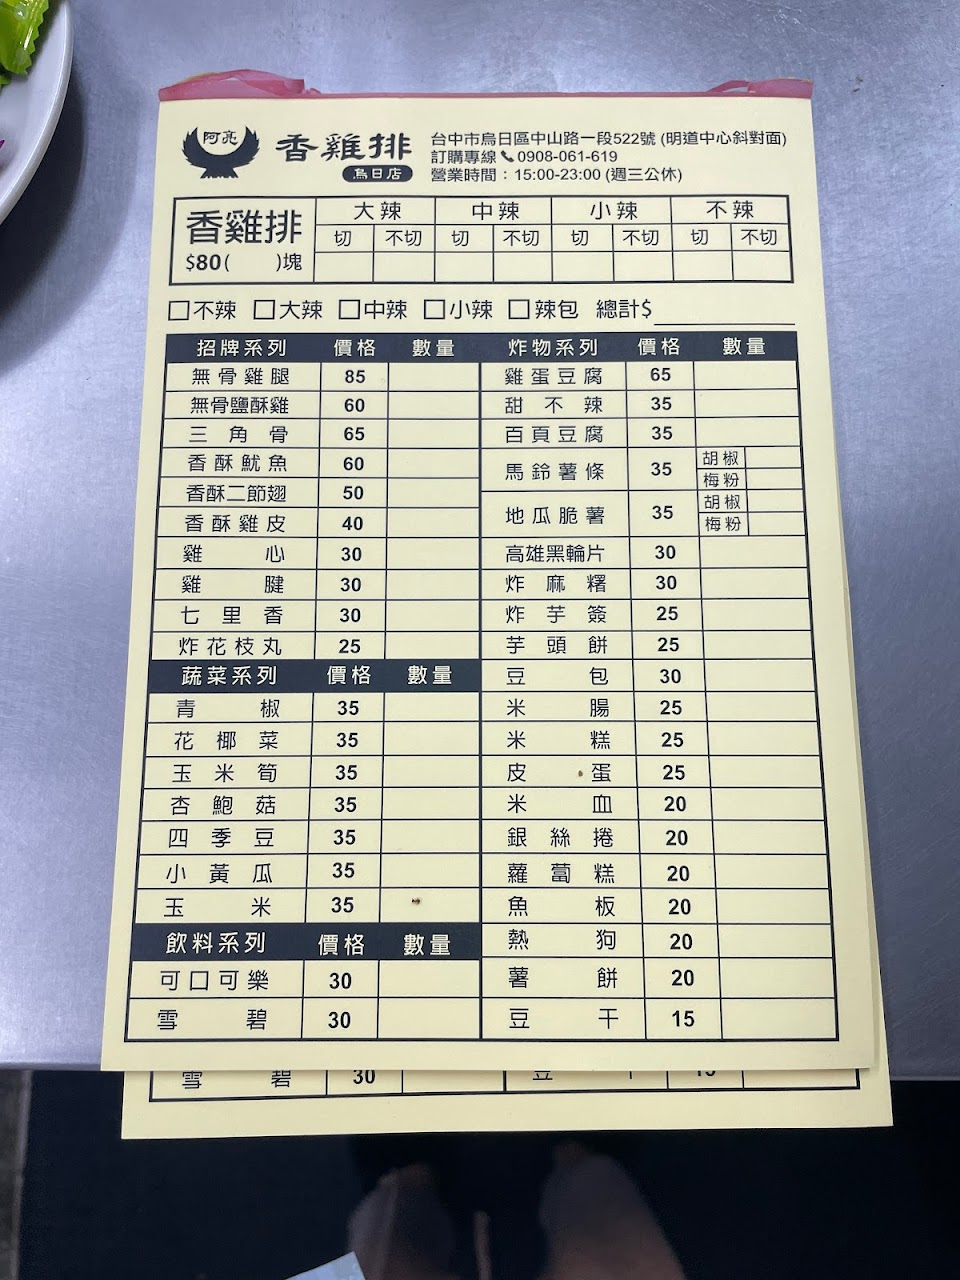 阿亮
香雞排
烏日店
台中市烏日區中山路一段522號 (明道中心斜對面)
訂購專線 0908-061-619
營業時間：15:00-23:00 (週三公休)
香雞排 大辣 中辣 小辣 不辣
$80( )塊 切 不切 切 不切 切 不切 切 不切
□不辣 □大辣 □中辣 □小辣 □辣包 總計$
招牌系列 價格 數量
無骨雞腿 85
無骨鹽酥雞 60
三角骨 65
香酥魷魚 60
香酥二節翅 50
香酥雞皮 40
雞心 30
雞腱 30
七里香 30
炸花枝丸 25
蔬菜系列 價格 數量
青椒 35
花椰菜 35
玉米筍 35
杏鮑菇 35
四季豆 35
小黃瓜 35
玉米 35
飲料系列 價格 數量
可口可樂 30
雪碧 30
炸物系列 價格 數量
雞蛋豆腐 65
甜不辣 35
百頁豆腐 35
馬鈴薯條 35 胡椒
梅粉
地瓜脆薯 35 胡椒
梅粉
高雄黑輪片 30
炸麻糬 30
炸芋簽 25
芋頭餅 25
豆包 30
米腸 25
米糕 25
皮蛋 25
米血 20
銀絲捲 20
蘿蔔糕 20
魚板 20
熱狗 20
薯餅 20
豆干 15
雪碧 30 豆干 15